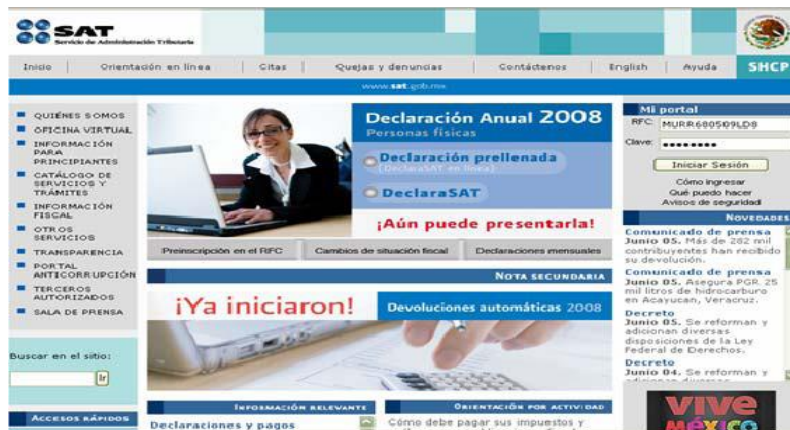 SAT
Servicio de Administración Tributaria
Inicio
Orientación en línea
Citas
Quejas y denuncias
Contáctenos
English
Ayuda
SHCP
www.sat.gob.mx
QUIÉNES SOMOS
OFICINA VIRTUAL
INFORMACIÓN
PARA
PRINCIPIANTES
CATÁLOGO DE
SERVICIOS Y
TRÁMITES
INFORMACIÓN
FISCAL
OTROS
SERVICIOS
TRANSPARENCIA
PORTAL
ANTICORRUPCIÓN
TERCEROS
AUTORIZADOS
SALA DE PRENSA
Buscar en el sitio:
Ir
ACCESOS RÁPIDOS
Declaración Anual 2008
Personas físicas
Declaración prellenada
(DeclaraSAT en línea)
DeclaraSAT
¡Aún puede presentarla!
Preinscripción en el RFC
Cambios de situación fiscal
Declaraciones mensuales
NOTA SECUNDARIA
¡Ya iniciaron!
Devoluciones automáticas 2008
INFORMACIÓN RELEVANTE
Declaraciones y pagos
ORIENTACIÓN POR ACTIVIDAD
Cómo debe pagar sus impuestos y
Mi portal
RFC:
Clave:
Iniciar Sesión
Cómo ingresar
Qué puedo hacer
Avisos de seguridad
NOVEDADES
Comunicado de prensa
Junio 05. Más de 282 mil
contribuyentes han recibido
su devolución.
Comunicado de prensa
Junio 05. Asegura PGR 25
mil litros de hidrocarburo
en Acayucan, Veracruz.
Decreto
Junio 05. Se reforman y
adicionan diversas
disposiciones de la Ley
Federal de Derechos.
Decreto
Junio 04. Se reforman y
VIVE
MÉXICO